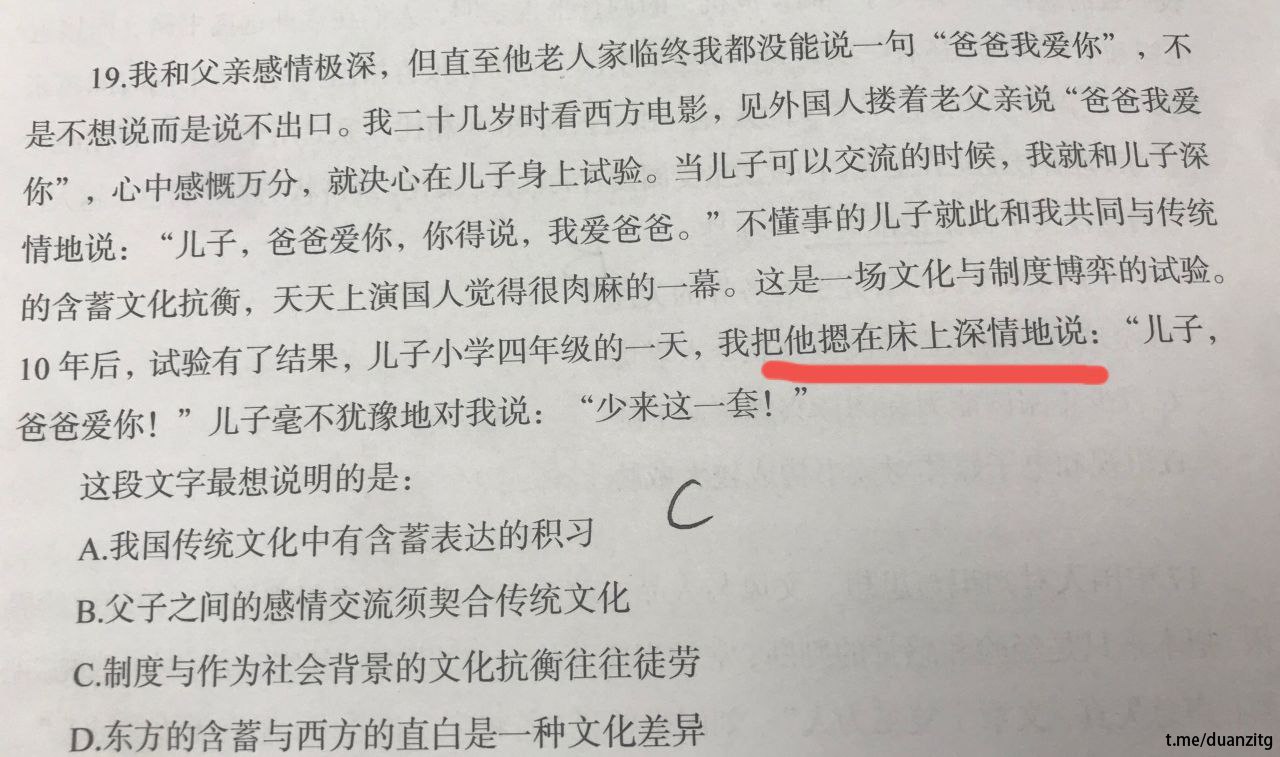 19.我和父亲感情极深，但直至他老人家临终我都没能说一句“爸爸我爱你”，不
是不想说而是说不出口。我二十几岁时看西方电影，见外国人搂着老父亲说“爸爸我爱
你”，心中感慨万分，就决心在儿子身上试验。当儿子可以交流的时候，我就和儿子深
情地说：“儿子，爸爸爱你，你得说，我爱爸爸。”不懂事的儿子就此和我共同与传统
的含蓄文化抗衡，天天上演国人觉得很肉麻的一幕。这是一场文化与制度博弈的试验。
10 年后，试验有了结果，儿子小学四年级的一天，我把他摁在床上深情地说：“儿子，
爸爸爱你！”儿子毫不犹豫地对我说：“少来这一套！”
这段文字最想说明的是：
C
A.我国传统文化中有含蓄表达的积习
B.父子之间的感情交流须契合传统文化
C.制度与作为社会背景的文化抗衡往往徒劳
D.东方的含蓄与西方的直白是一种文化差异
t.me/duanzitg